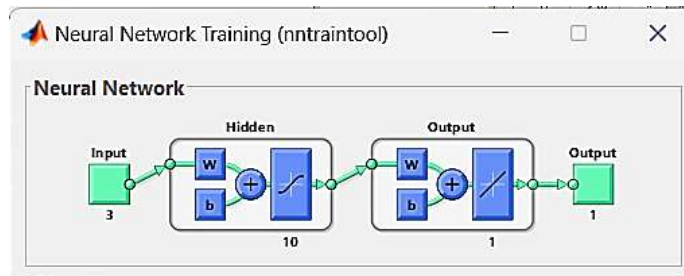 Neural Network Training (nntraintool)
Neural Network
Hidden
Output
Input
Output
W
W
b
b
3
10
1
1